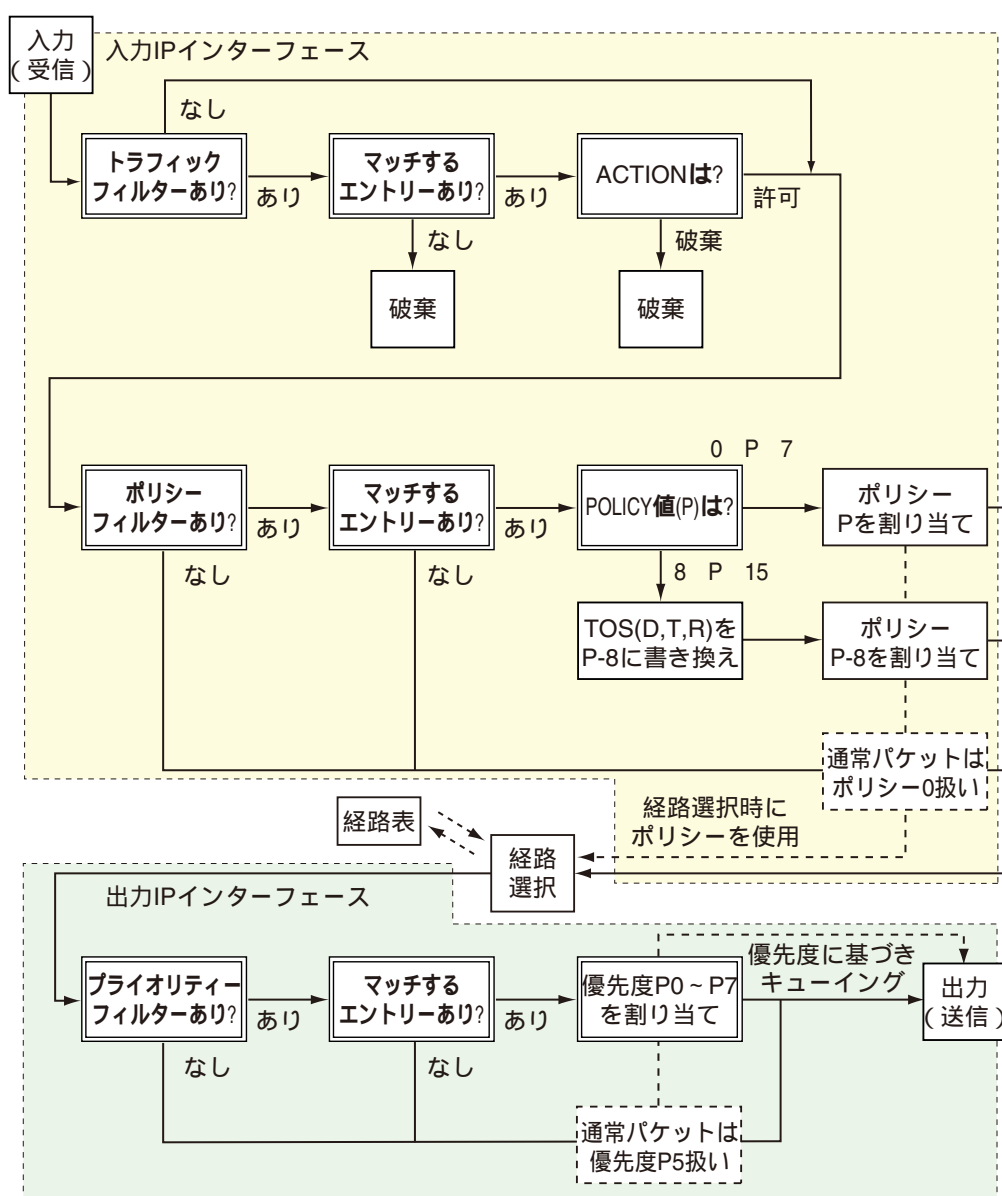 入力
(受信)
入力IPインターフェース
なし
トラフィック
フィルターあり?
あり
マッチする
エントリーあり?
あり
ACTIONは?
許可
なし
破棄
破棄
破棄
ポリシー
フィルターあり?
あり
なし
マッチする
エントリーあり?
あり
なし
POLICY値(P)は?
0 P 7
ポリシー
Pを割り当て
8 P 15
TOS(D,T,R)を
P-8に書き換え
ポリシー
P-8を割り当て
通常パケットは
ポリシー0扱い
経路選択時に
ポリシーを使用
経路表
経路
選択
出力IPインターフェース
プライオリティー
フィルターあり?
あり
なし
マッチする
エントリーあり?
あり
なし
優先度P0~P7
を割り当て
優先度に基づき
キューイング
出力
(送信)
通常パケットは
優先度P5扱い